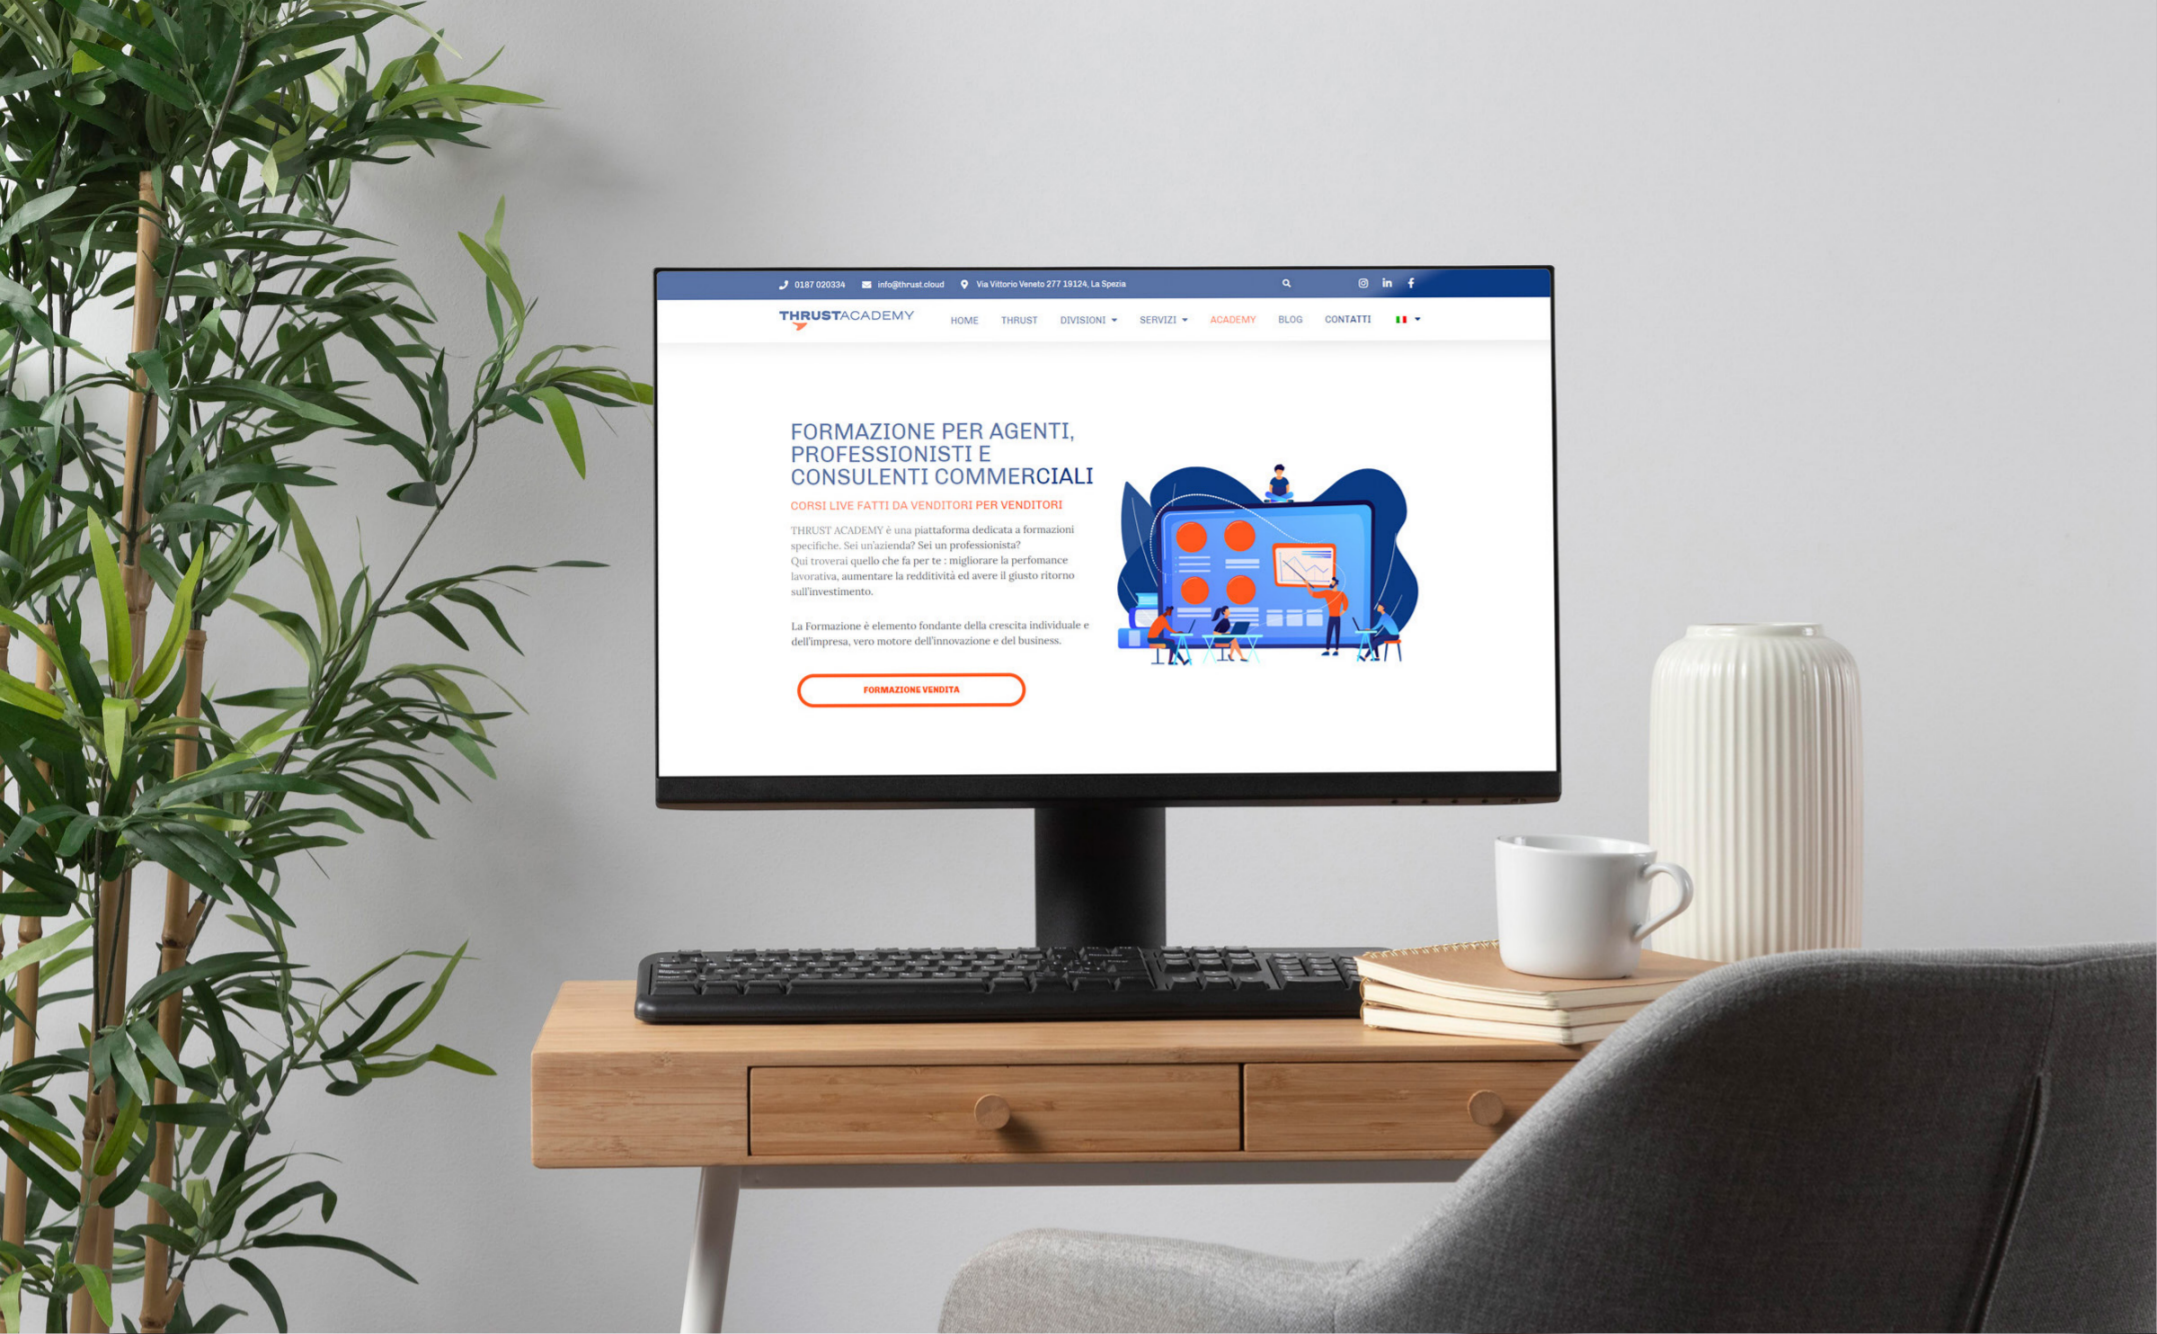 0187 020334 info@thrust.cloud Via Vittorio Veneto 277 19124, La Spezia
THRUSTACADEMY HOME THRUST DIVISIONI SERVIZI ACADEMY BLOG CONTATTI
FORMAZIONE PER AGENTI,
PROFESSIONISTI E
CONSULENTI COMMERCIALI
CORSI LIVE FATTI DA VENDITORI PER VENDITORI
THRUST ACADEMY è una piattaforma dedicata a formazioni
specifiche. Sei un'azienda? Sei un professionista?
Qui troverai quello che fa per te : migliorare la perfomance
lavorativa, aumentare la redditività ed avere il giusto ritorno
sull'investimento.
La Formazione è elemento fondante della crescita individuale e
dell'impresa, vero motore dell'innovazione e del business.
FORMAZIONE VENDITA